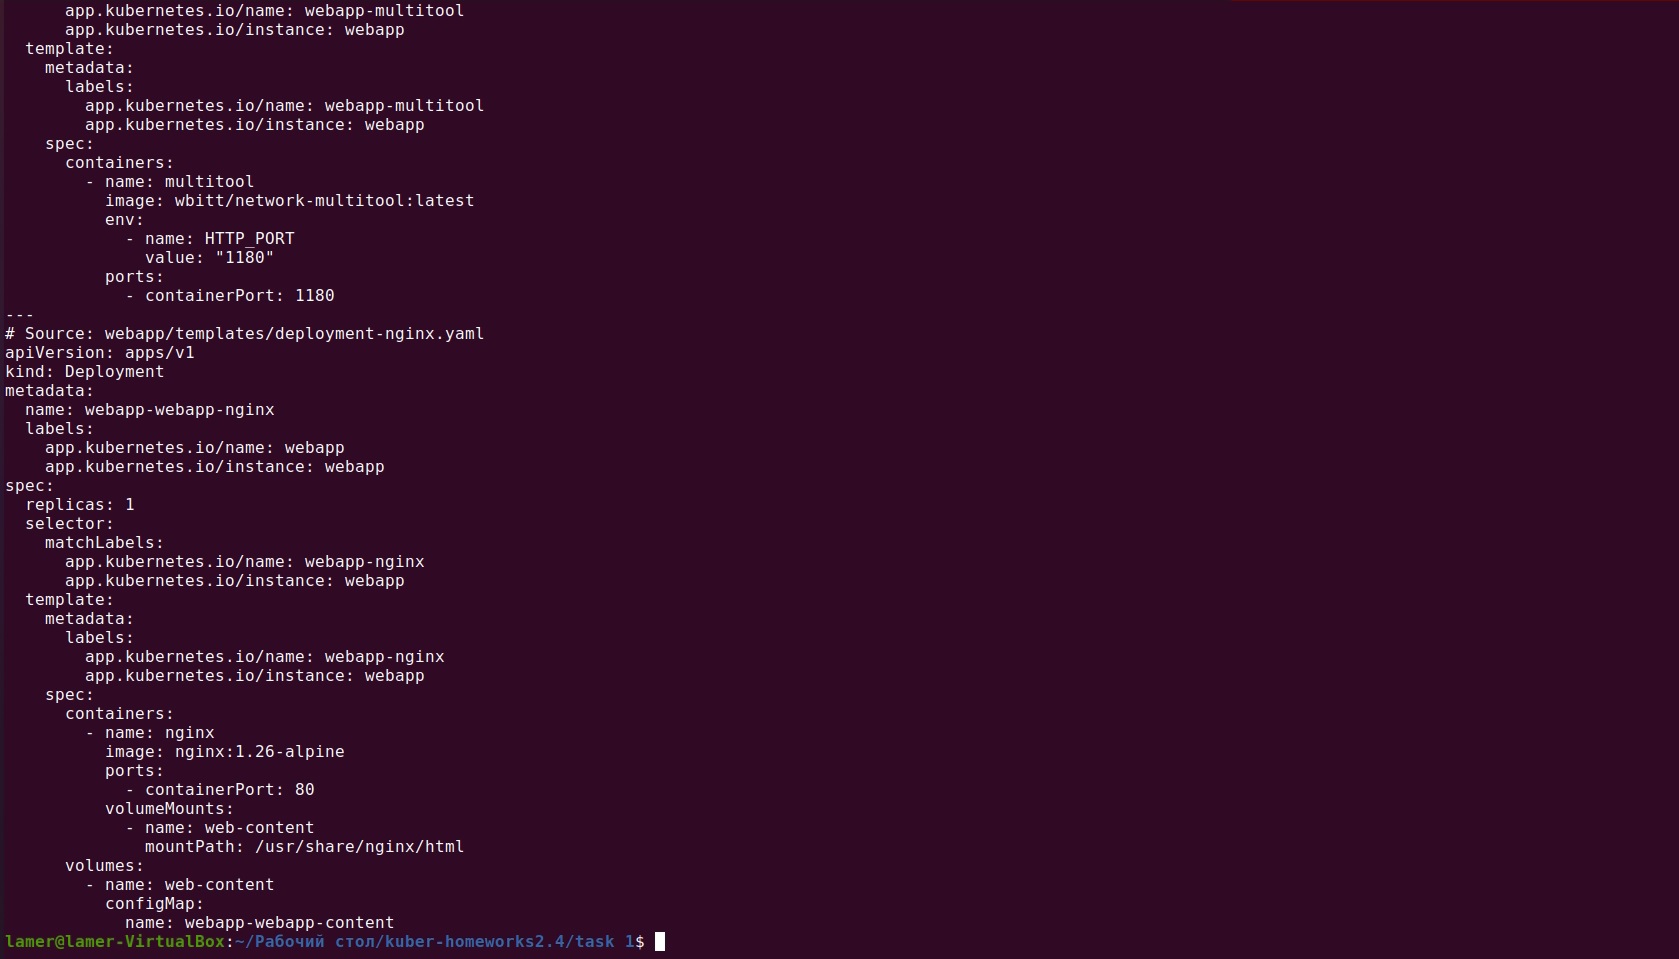 app.kubernetes.io/name: webapp-multitool
      app.kubernetes.io/instance: webapp
  template:
    metadata:
      labels:
        app.kubernetes.io/name: webapp-multitool
        app.kubernetes.io/instance: webapp
    spec:
      containers:
        - name: multitool
          image: wbitt/network-multitool:latest
          env:
            - name: HTTP_PORT
              value: "1180"
          ports:
            - containerPort: 1180
---
# Source: webapp/templates/deployment-nginx.yaml
apiVersion: apps/v1
kind: Deployment
metadata:
  name: webapp-webapp-nginx
  labels:
    app.kubernetes.io/name: webapp
    app.kubernetes.io/instance: webapp
spec:
  replicas: 1
  selector:
    matchLabels:
      app.kubernetes.io/name: webapp-nginx
      app.kubernetes.io/instance: webapp
  template:
    metadata:
      labels:
        app.kubernetes.io/name: webapp-nginx
        app.kubernetes.io/instance: webapp
    spec:
      containers:
        - name: nginx
          image: nginx:1.26-alpine
          ports:
            - containerPort: 80
          volumeMounts:
            - name: web-content
              mountPath: /usr/share/nginx/html
      volumes:
        - name: web-content
          configMap:
            name: webapp-webapp-content
lamer@lamer-VirtualBox:~/Рабочий стол/kuber-homeworks2.4/task 1$